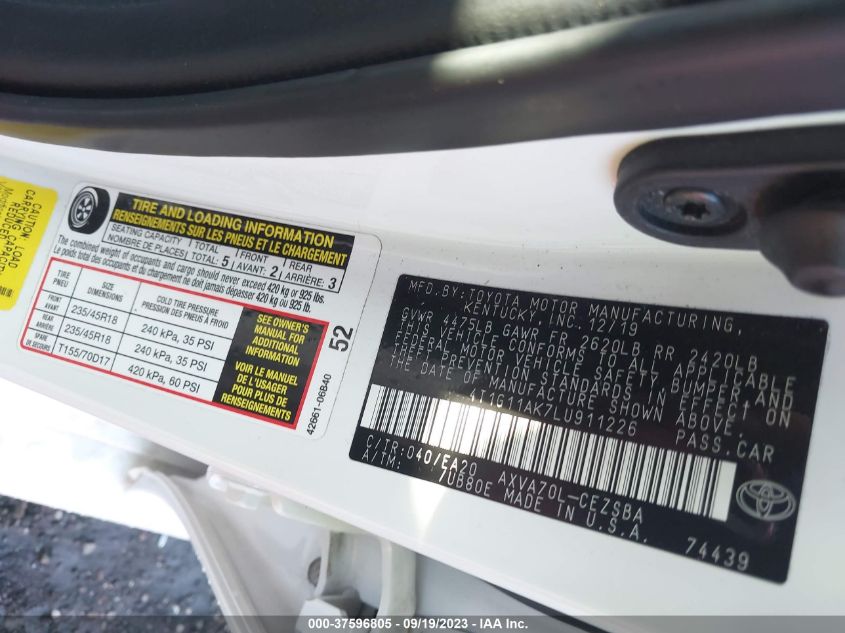 CAUTION: LOAD
CARRYING CAPACITY
REDUCED
TIRE AND LOADING INFORMATION
RENSEIGNEMENTS SUR LES PNEUS ET LE CHARGEMENT
SEATING CAPACITY TOTAL FRONT REAR
NOMBRE DE PLACES TOTAL: 5 AVANT: 2 ARRIÈRE: 3
The combined weight of occupants and cargo should never exceed 420 kg or 925 lbs.
Le poids total des occupants et du chargement ne doit jamais dépasser 420 kg ou 925 lb.
TIRE SIZE COLD TIRE PRESSURE
PNEU DIMENSIONS PRESSION DES PNEUS À FROID
FRONT AVANT 235/45R18 240 kPa, 35 PSI
REAR ARRIÈRE 235/45R18 240 kPa, 35 PSI
SPARE DE SECOURS T155/70D17 420 kPa, 60 PSI
SEE OWNER'S
MANUAL FOR
ADDITIONAL
INFORMATION
VOIR LE MANUEL
DE L'USAGER
POUR PLUS DE
RENSEIGNEMENTS
52
42661-06B40
MFD.BY:TOYOTA MOTOR MANUFACTURING,
KENTUCKY, INC. 12/19
GVWR 4475LB GAWR FR 2620LB RR 2420LB
THIS VEHICLE CONFORMS TO ALL APPLICABLE
FEDERAL MOTOR VEHICLE SAFETY, BUMPER, AND
THEFT PREVENTION STANDARDS IN EFFECT ON
THE DATE OF MANUFACTURE SHOWN ABOVE.
4T1G11AK7LU911226 PASS.CAR
C/TR:040/EA20 AXVA70L-CEZSBA
A/TM: /UB80E MADE IN U.S.A.
74439
TOYOTA
000-37596805 / 09/19/2023 - IAA Inc.